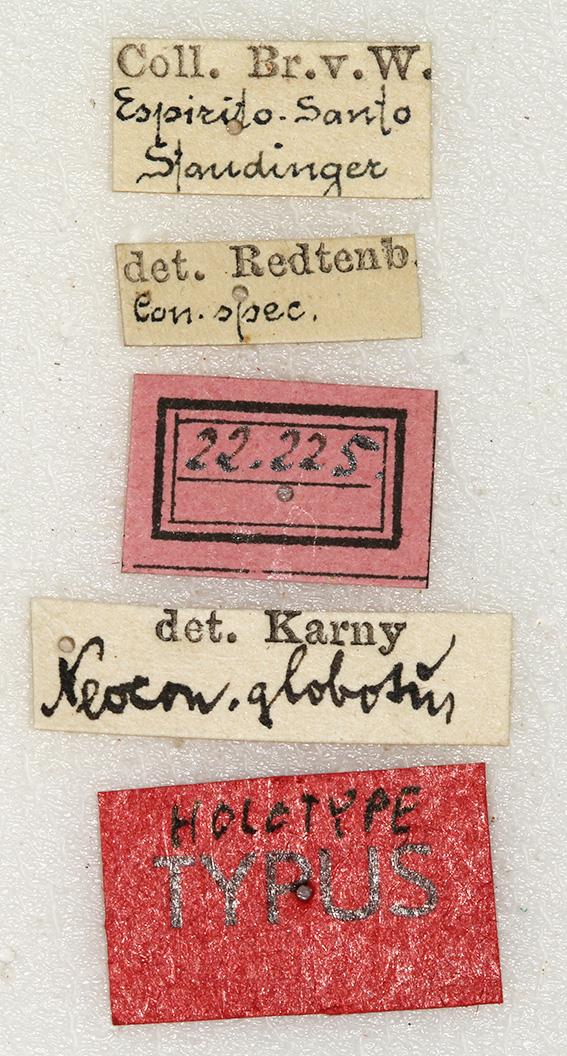 Coll. Br.v.W.
Espirito-Santo
Staudinger
det. Redtenb.
Con. spec.
22.225.
det. Karny
Neocon. globosus
HOLOTYPE
TYPUS